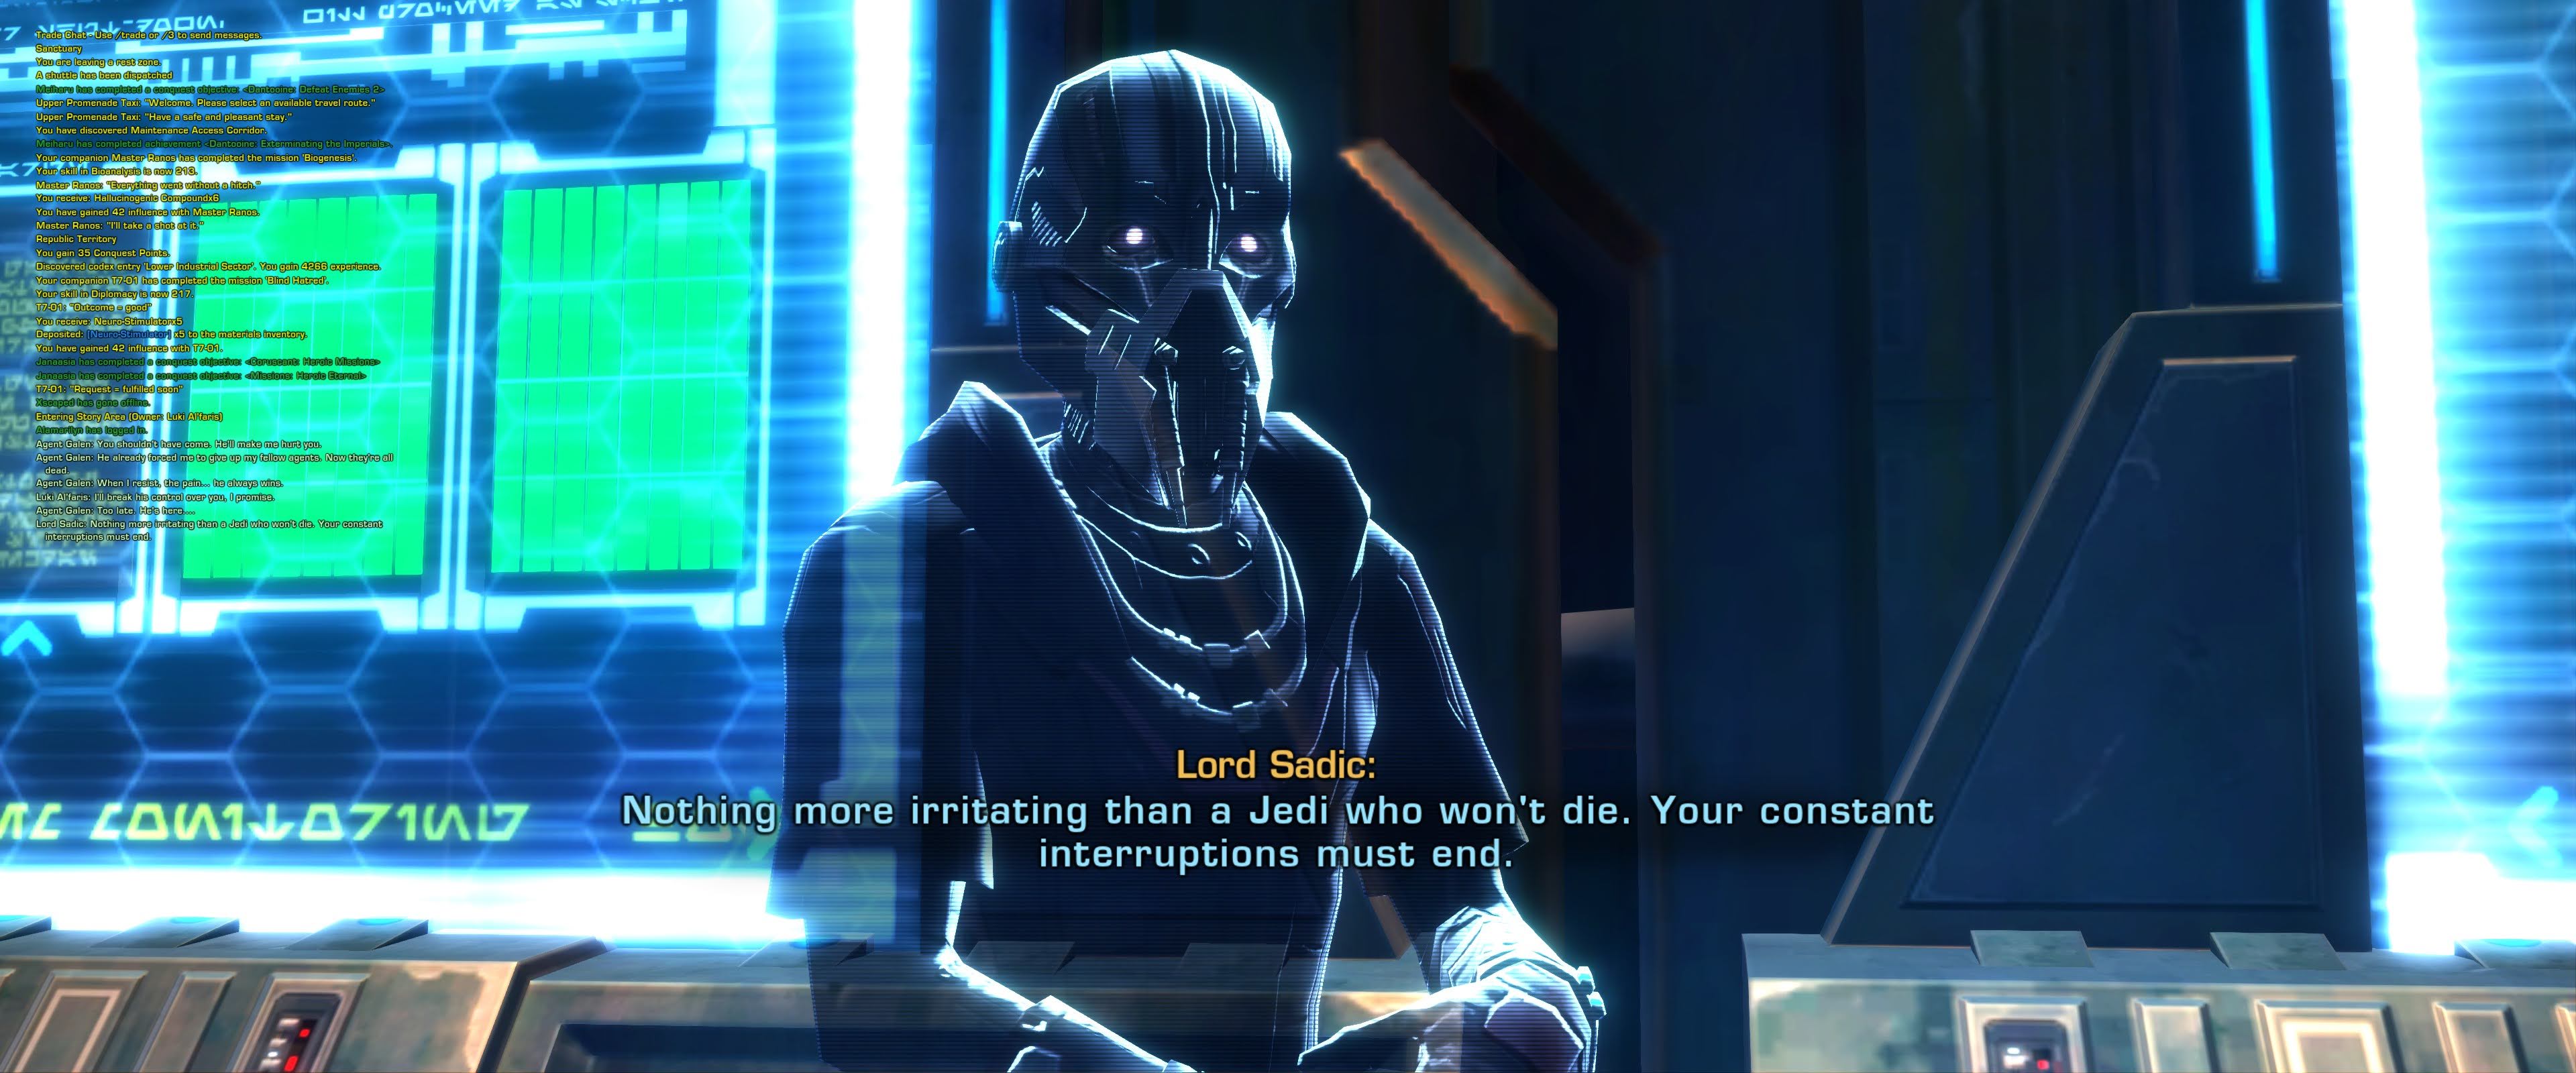 Trade Chat - Use /trade or /3 to send messages.
Sanctuary
You are leaving a rest zone.
A shuttle has been dispatched
Meiharu has completed a conquest objective: <Dantooine: Defeat Enemies 2>
Upper Promenade Taxi: "Welcome. Please select an available travel route."
Upper Promenade Taxi: "Have a safe and pleasant stay."
You have discovered Maintenance Access Corridor.
Meiharu has completed achievement <Dantooine: Exterminating the Imperials>.
Your companion Master Ranos has completed the mission 'Biogenesis'.
Your skill in Bioanalysis is now 213.
Master Ranos: "Everything went without a hitch."
You receive: Hallucinogenic Compoundx6
You have gained 42 influence with Master Ranos.
Master Ranos: "I'll take a shot at it."
Republic Territory
You gain 35 Conquest Points.
Discovered codex entry 'Lower Industrial Sector'. You gain 4266 experience.
Your companion T7-01 has completed the mission 'Blind Hatred'.
Your skill in Diplomacy is now 217.
T7-01: "Outcome = good"
You receive: Neuro-Stimulatorx5
Deposited: [Neuro-Stimulator] x5 to the materials inventory.
You have gained 42 influence with T7-01.
Janaasia has completed a conquest objective: <Coruscant: Heroic Missions>
Janaasia has completed a conquest objective: <Missions: Heroic Eternal>
T7-01: "Request = fulfilled soon"
Xscaped has gone offline.
Entering Story Area (Owner: Luki Al'faris)
Alamarilyn has logged in.
Agent Galen: You shouldn't have come. He'll make me hurt you.
Agent Galen: He already forced me to give up my fellow agents. Now they're all
dead.
Agent Galen: When I resist, the pain... he always wins.
Luki Al'faris: I'll break his control over you, I promise.
Agent Galen: Too late. He's here....
Lord Sadic: Nothing more irritating than a Jedi who won't die. Your constant
interruptions must end.
Lord Sadic:
Nothing more irritating than a Jedi who won't die. Your constant
interruptions must end.